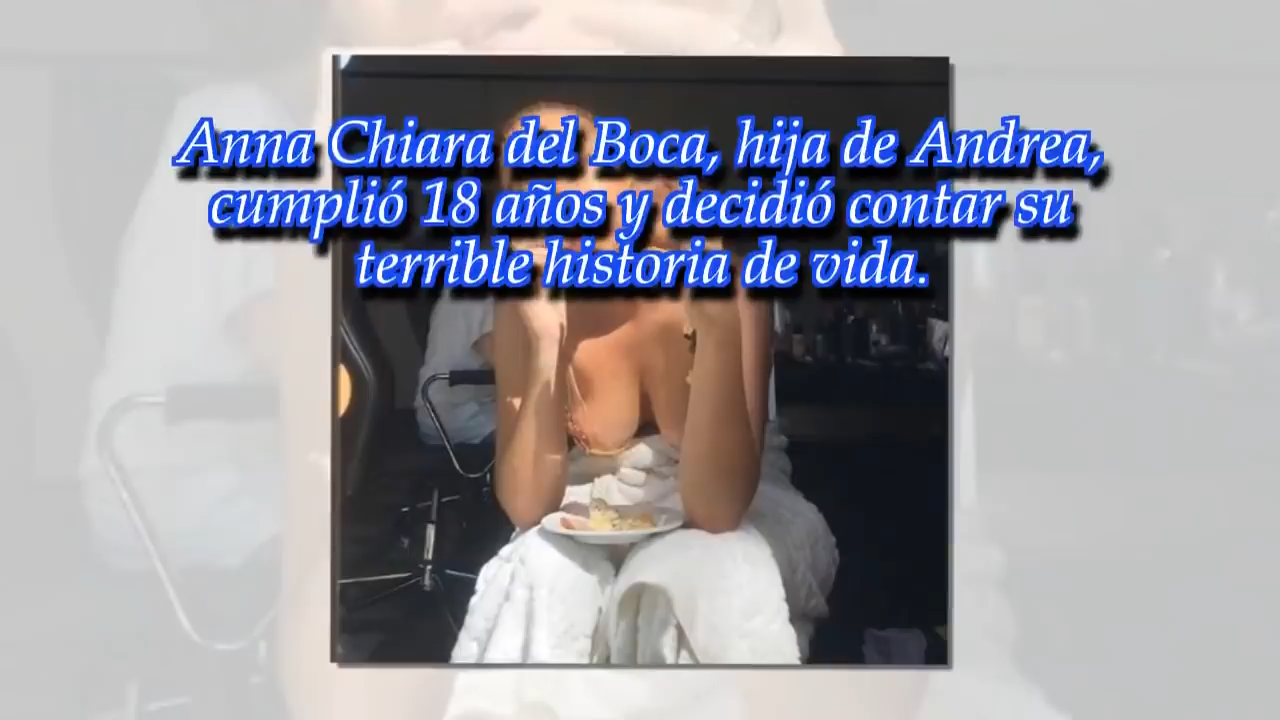 Anna Chiara del Boca, hija de Andrea,
cumplió 18 años y decidió contar su
terrible historia de vida.